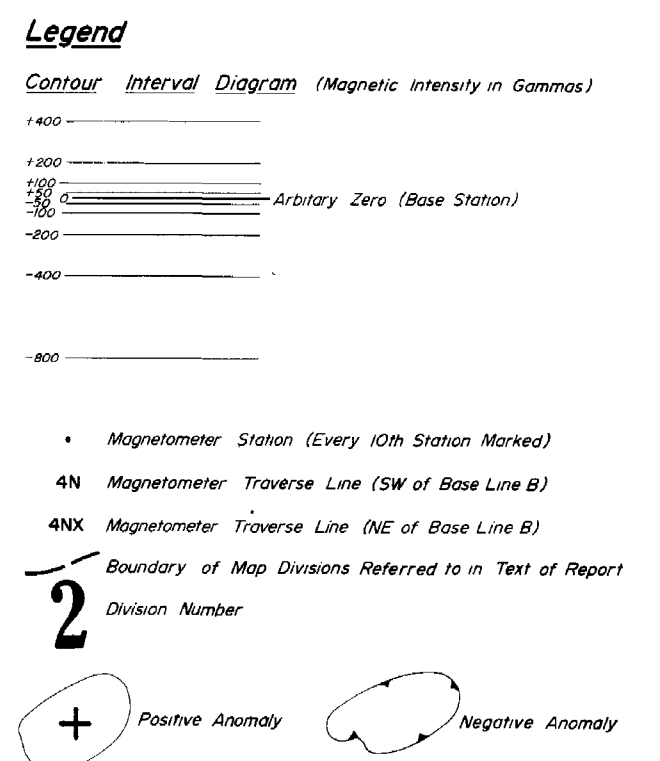 Legend
Contour Interval Diagram (Magnetic Intensity in Gammas)
+400
+200
+100
+50
0 Arbitary Zero (Base Station)
-50
-100
-200
-400
-800
Magnetometer Station (Every 10th Station Marked)
4N Magnetometer Traverse Line (SW of Base Line B)
4NX Magnetometer Traverse Line (NE of Base Line B)
Boundary of Map Divisions Referred to in Text of Report
2 Division Number
+ Positive Anomaly
Negative Anomaly